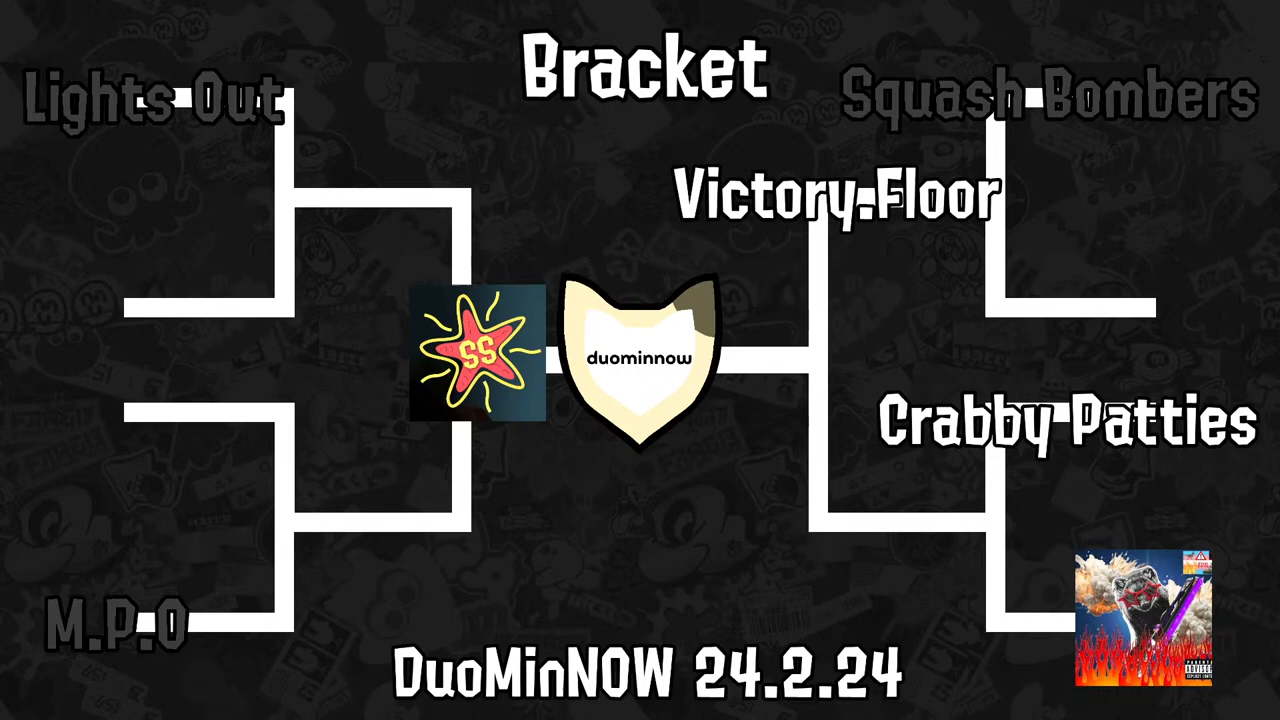 Bracket
Lights Out
Squash Bombers
Victory Floor
SS
duominnow
Crabby Patties
M.P.O
DuoMinNOW 24.2.24